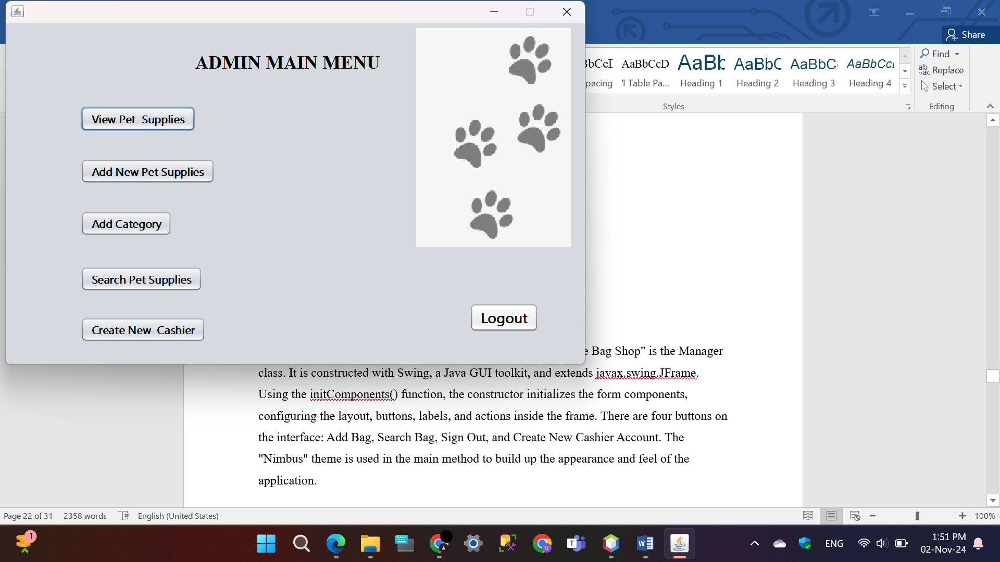 Share
ADMIN MAIN MENU
View Pet  Supplies
Add New Pet Supplies
Add Category
Search Pet Supplies
Create New  Cashier
Logout
bCcI AaBbCcD AaBb AaBbC AaBbC AaBbCc
pacing ¶ Table Pa... Heading 1 Heading 2 Heading 3 Heading 4
Styles
Find
Replace
Select
Editing
e Bag Shop" is the Manager
class. It is constructed with Swing, a Java GUI toolkit, and extends javax.swing.JFrame.
Using the initComponents() function, the constructor initializes the form components,
configuring the layout, buttons, labels, and actions inside the frame. There are four buttons on
the interface: Add Bag, Search Bag, Sign Out, and Create New Cashier Account. The
"Nimbus" theme is used in the main method to build up the appearance and feel of the
application.
Page 22 of 31 2358 words English (United States) 100%
1
ENG
1:51 PM
02-Nov-24